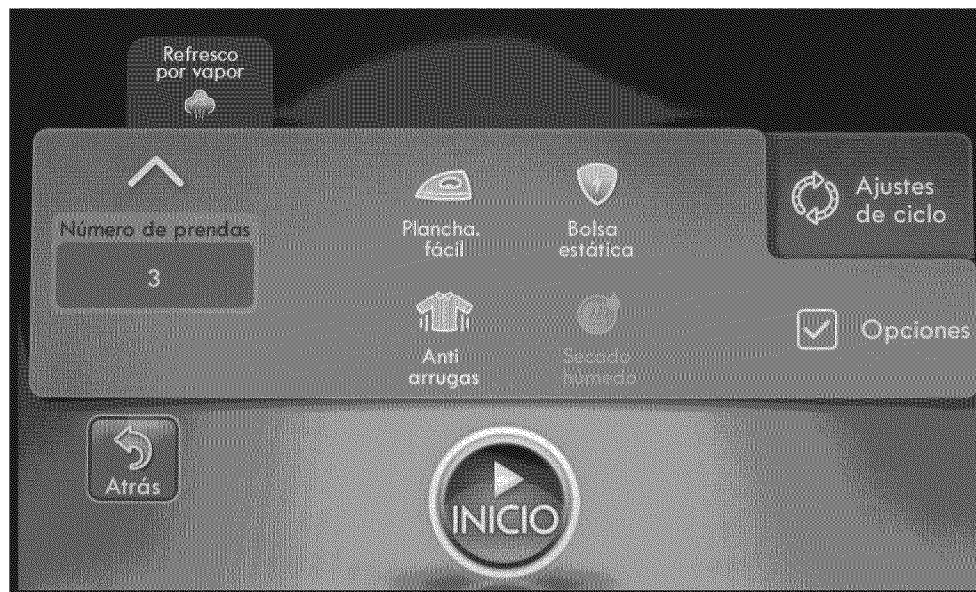 Refresco
por vapor
Número de prendas
3
Plancha.
fácil
Bolsa
estática
Anti
arrugas
Secado
húmedo
Ajustes
de ciclo
Opciones
Atrás
INICIO